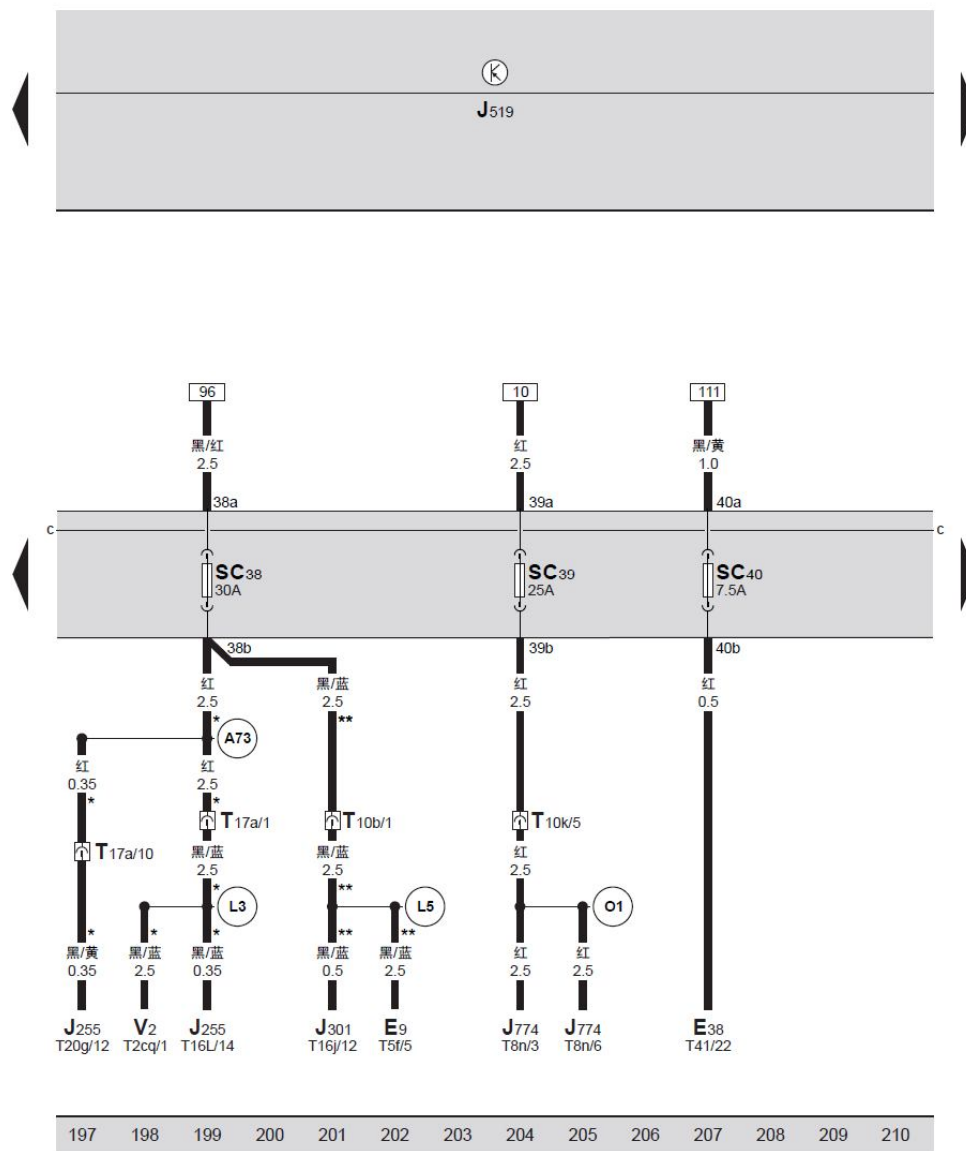 J519
96 10 111
黑/红 红 黑/黄
2.5 2.5 1.0
38a 39a 40a
c c
SC38 SC39 SC40
30A 25A 7.5A
38b 39b 40b
红 黑/蓝 红 红
2.5 2.5 2.5 0.5
* **
A73
红 红
0.35 2.5
* *
T17a/1 T10b/1 T10k/5
T17a/10
黑/蓝 黑/蓝 红
2.5 2.5 2.5
* **
L3 L5 O1
* * * ** **
黑/黄 黑/蓝 黑/蓝 黑/蓝 黑/蓝 红 红
0.35 2.5 0.35 0.5 2.5 2.5 2.5
J255 V2 J255 J301 E9 J774 J774 E38
T20g/12 T2cq/1 T16L/14 T16j/12 T5f/5 T8n/3 T8n/6 T41/22
197 198 199 200 201 202 203 204 205 206 207 208 209 210